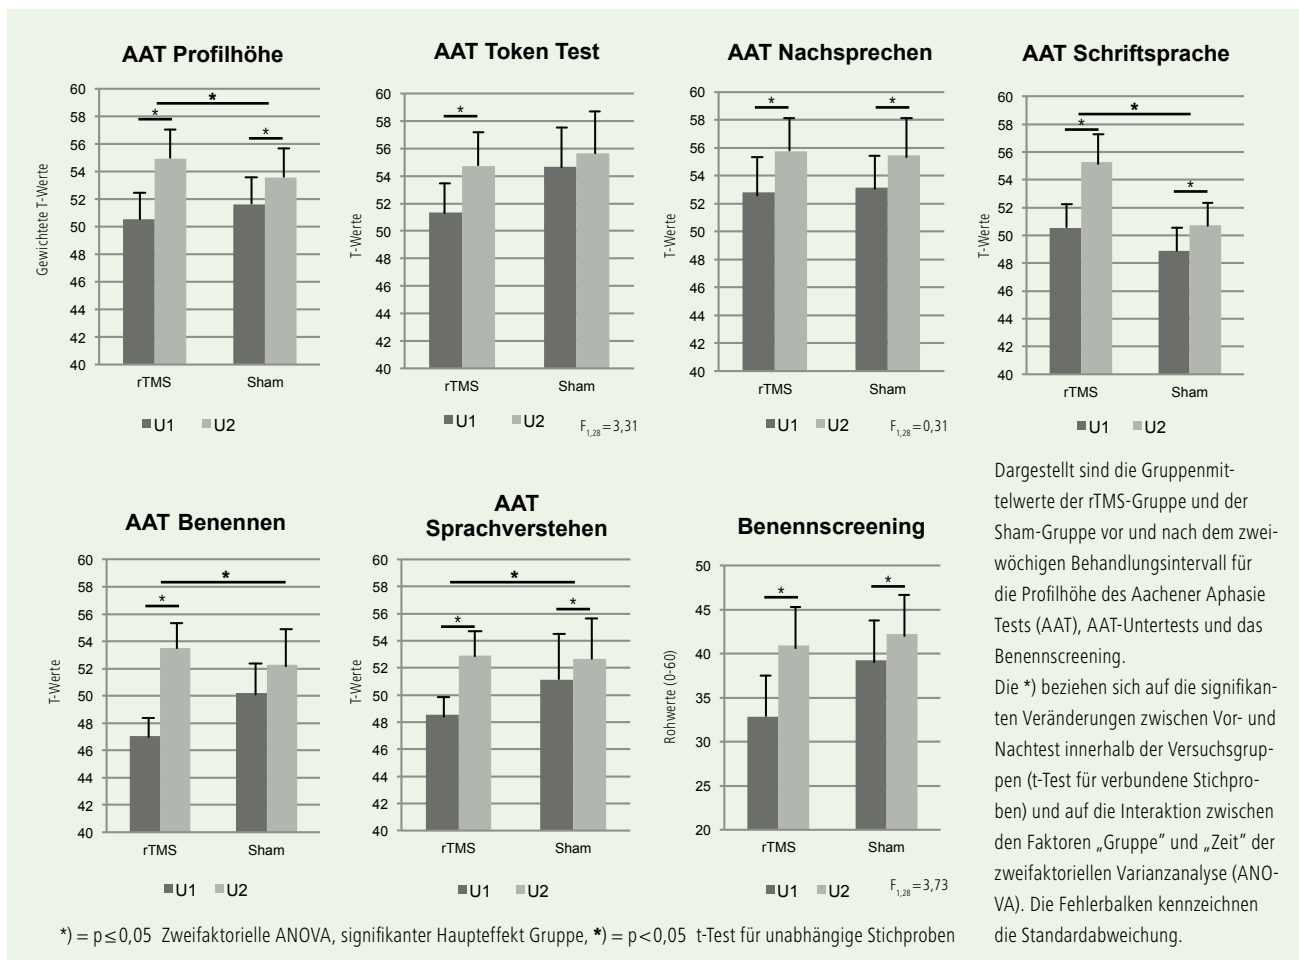 AAT Profilhöhe
Gewichtete T-Werte
60
58
56
54
52
50
48
46
44
42
40
*
*
*
rTMS
Sham
U1 U2
AAT Token Test
T-Werte
60
58
56
54
52
50
48
46
44
42
40
*
rTMS
Sham
U1 U2
F1,28=3,31
AAT Nachsprechen
T-Werte
60
58
56
54
52
50
48
46
44
42
40
*
*
rTMS
Sham
U1 U2
F1,28=0,31
AAT Schriftsprache
T-Werte
60
58
56
54
52
50
48
46
44
42
40
*
*
*
rTMS
Sham
U1 U2
AAT Benennen
T-Werte
60
58
56
54
52
50
48
46
44
42
40
*
*
rTMS
Sham
U1 U2
AAT
Sprachverstehen
T-Werte
60
58
56
54
52
50
48
46
44
42
40
*
*
*
rTMS
Sham
U1 U2
Benennscreening
Rohwerte (0-60)
50
45
40
35
30
25
20
*
*
rTMS
Sham
U1 U2
F1,28=3,73
Dargestellt sind die Gruppenmit-
telwerte der rTMS-Gruppe und der
Sham-Gruppe vor und nach dem zwei-
wöchigen Behandlungsintervall für
die Profilhöhe des Aachener Aphasie
Tests (AAT), AAT-Untertests und das
Benennscreening.
Die *) beziehen sich auf die signifikan-
ten Veränderungen zwischen Vor- und
Nachtest innerhalb der Versuchsgrup-
pen (t-Test für verbundene Stichpro-
ben) und auf die Interaktion zwischen
den Faktoren „Gruppe" und „Zeit" der
zweifaktoriellen Varianzanalyse (ANO-
VA). Die Fehlerbalken kennzeichnen
die Standardabweichung.
*) = p≤0,05 Zweifaktorielle ANOVA, signifikanter Haupteffekt Gruppe, *) = p<0,05 t-Test für unabhängige Stichproben